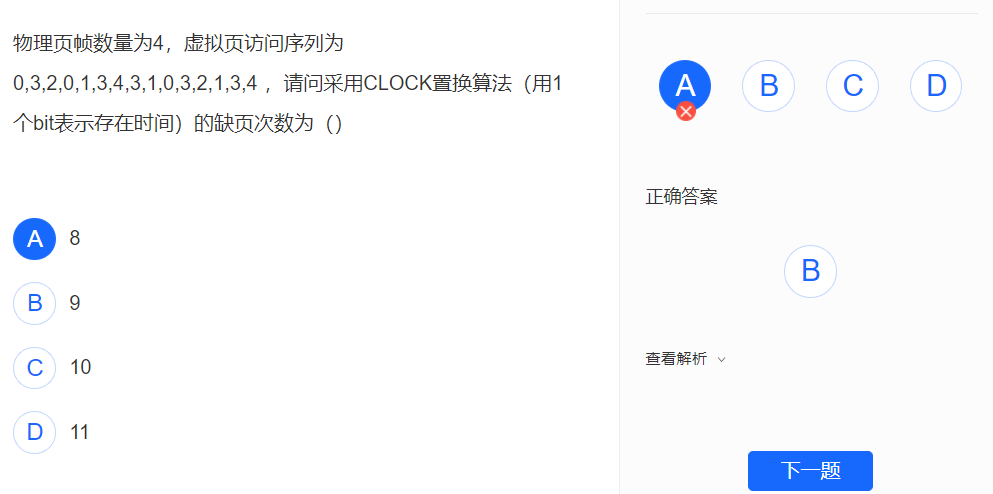 物理页帧数量为4，虚拟页访问序列为
0,3,2,0,1,3,4,3,1,0,3,2,1,3,4 ，请问采用CLOCK置换算法（用1
个bit表示存在时间）的缺页次数为（）
A 8
B 9
C 10
D 11
A B C D
正确答案
B
查看解析
下一题